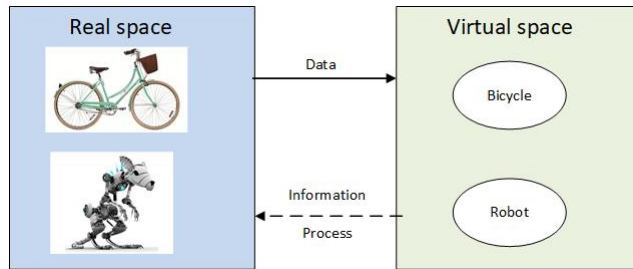 Real space
Virtual space
Data
Bicycle
Information
Process
Robot